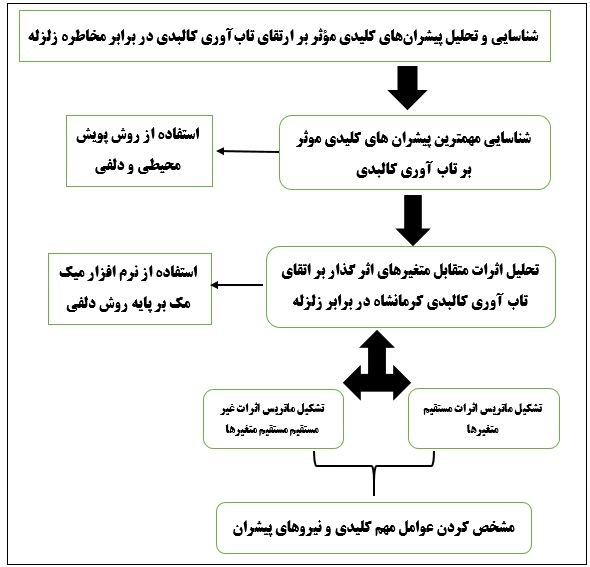 شناسایی و تحلیل پیشران‌های کلیدی مؤثر بر ارتقای تاب‌آوری کالبدی در برابر مخاطره زلزله
شناسایی مهمترین پیشران های کلیدی موثر
بر تاب آوری کالبدی
استفاده از روش پویش
محیطی و دلفی
تحلیل اثرات متقابل متغیرهای اثر گذار بر اتقای
تاب آوری کالبدی کرمانشاه در برابر زلزله
استفاده از نرم افزار میک
مک بر پایه روش دلفی
تشکیل ماتریس اثرات مستقیم
متغیرها
تشکیل ماتریس اثرات غیر
مستقیم مستقیم متغیرها
مشخص کردن عوامل مهم کلیدی و نیروهای پیشران